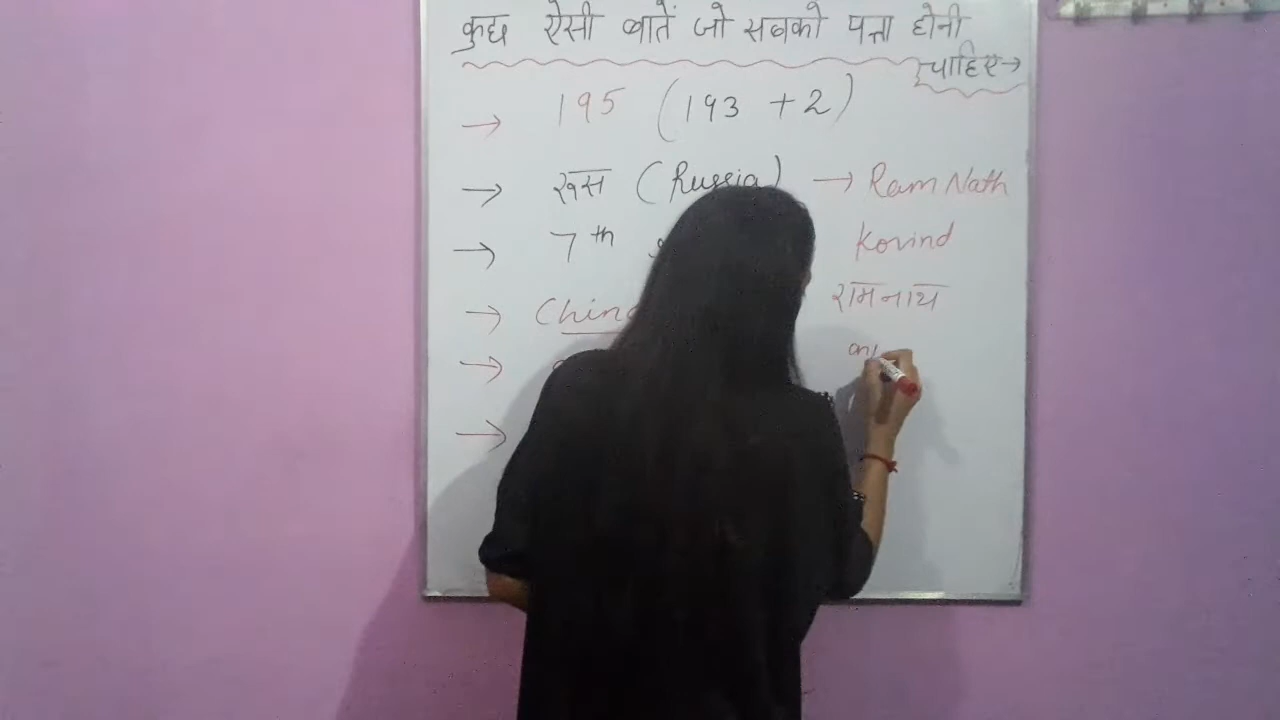 कुछ ऐसी बातें जो सबको पता होनी
चाहिए →
→ 195 (193 + 2)
→ रूस (Russia)
→ 7th
→ China
→
→
→ Ram Nath
Kovind
रामनाथ